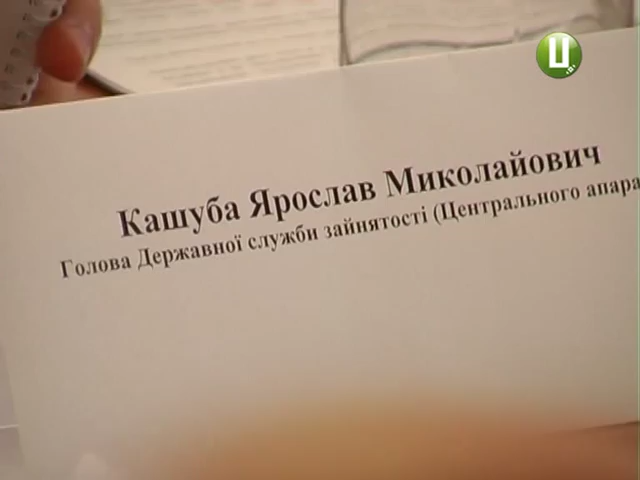 Ц
Кашуба Ярослав Миколайович
Голова Державної служби зайнятості (Центрального апара